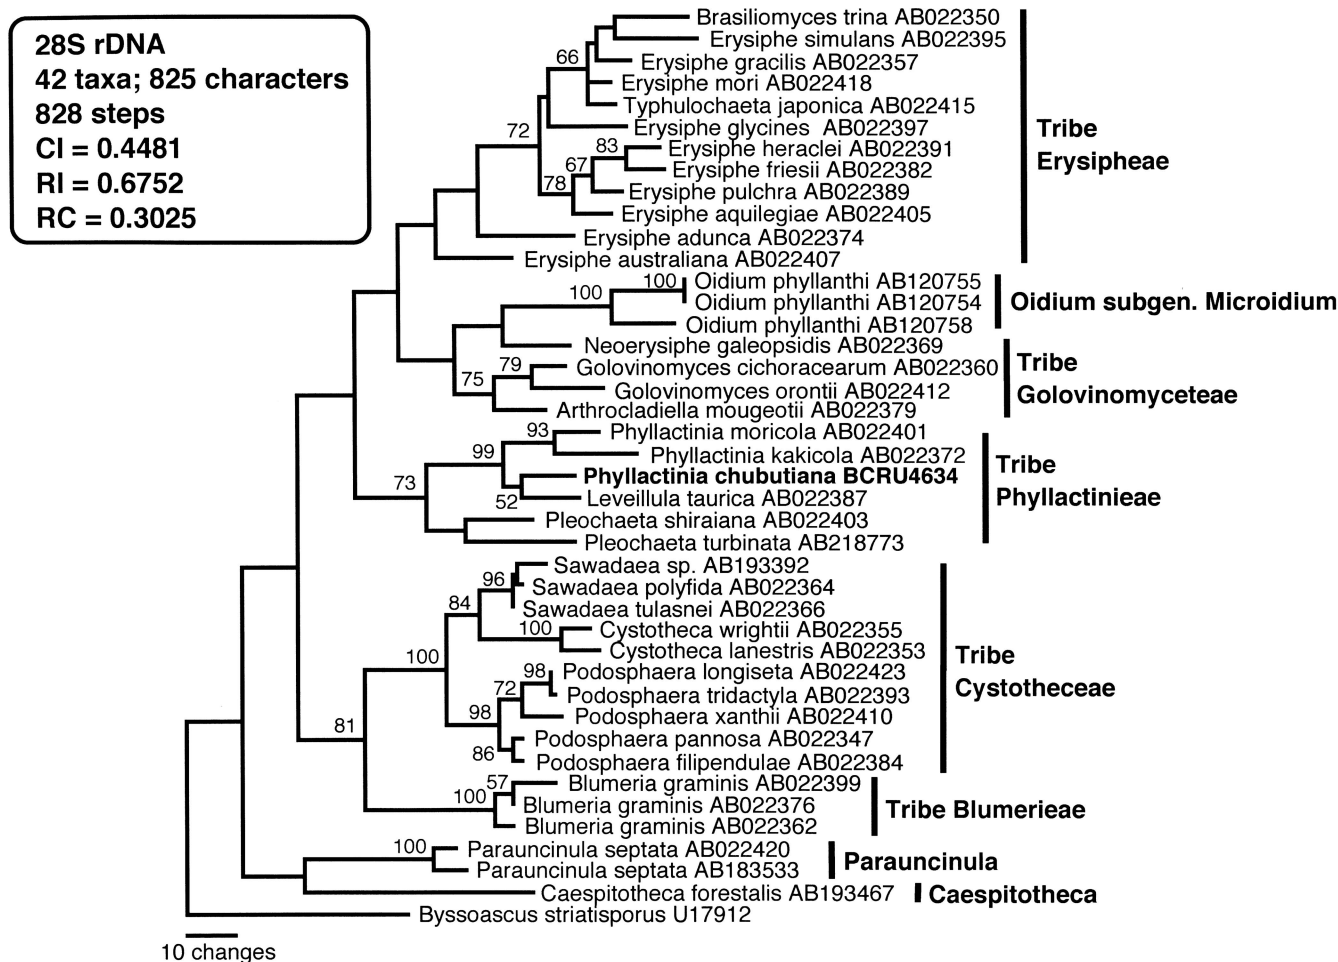 28S rDNA
42 taxa; 825 characters
828 steps
CI = 0.4481
RI = 0.6752
RC = 0.3025
Brasiliomyces trina AB022350
Erysiphe simulans AB022395
66
Erysiphe gracilis AB022357
Erysiphe mori AB022418
Typhulochaeta japonica AB022415
72
Erysiphe glycines AB022397
83
Erysiphe heraclei AB022391
67
Erysiphe friesii AB022382
78
Erysiphe pulchra AB022389
Erysiphe aquilegiae AB022405
Erysiphe adunca AB022374
Erysiphe australiana AB022407
Tribe
Erysipheae
100
100
Oidium phyllanthi AB120755
Oidium phyllanthi AB120754
Oidium phyllanthi AB120758
Oidium subgen. Microidium
Neoerysiphe galeopsidis AB022369
79
Golovinomyces cichoracearum AB022360
75
Golovinomyces orontii AB022412
Arthrocladiella mougeotii AB022379
Tribe
Golovinomyceteae
93
Phyllactinia moricola AB022401
99
Phyllactinia kakicola AB022372
73
Phyllactinia chubutiana BCRU4634
52
Leveillula taurica AB022387
Pleochaeta shiraiana AB022403
Pleochaeta turbinata AB218773
Tribe
Phyllactinieae
Sawadaea sp. AB193392
96
Sawadaea polyfida AB022364
84
Sawadaea tulasnei AB022366
100
Cystotheca wrightii AB022355
Cystotheca lanestris AB022353
100
98
Podosphaera longiseta AB022423
72
Podosphaera tridactyla AB022393
98
Podosphaera xanthii AB022410
Podosphaera pannosa AB022347
86
Podosphaera filipendulae AB022384
Tribe
Cystotheceae
81
57
Blumeria graminis AB022399
100
Blumeria graminis AB022376
Blumeria graminis AB022362
Tribe Blumerieae
100
Parauncinula septata AB022420
Parauncinula septata AB183533
Parauncinula
Caespitotheca forestalis AB193467
Caespitotheca
Byssoascus striatisporus U17912
10 changes